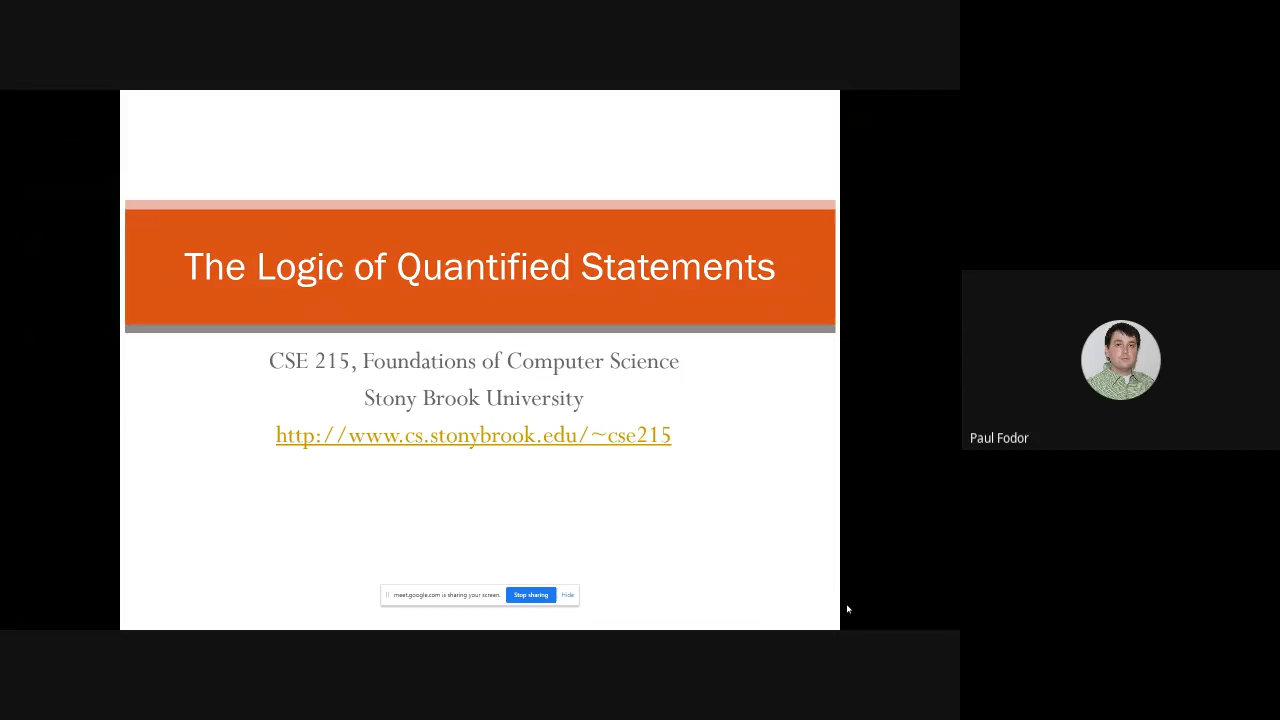 The Logic of Quantified Statements
CSE 215, Foundations of Computer Science
Stony Brook University
http://www.cs.stonybrook.edu/~cse215
meet.google.com is sharing your screen.
Stop sharing
Hide
Paul Fodor